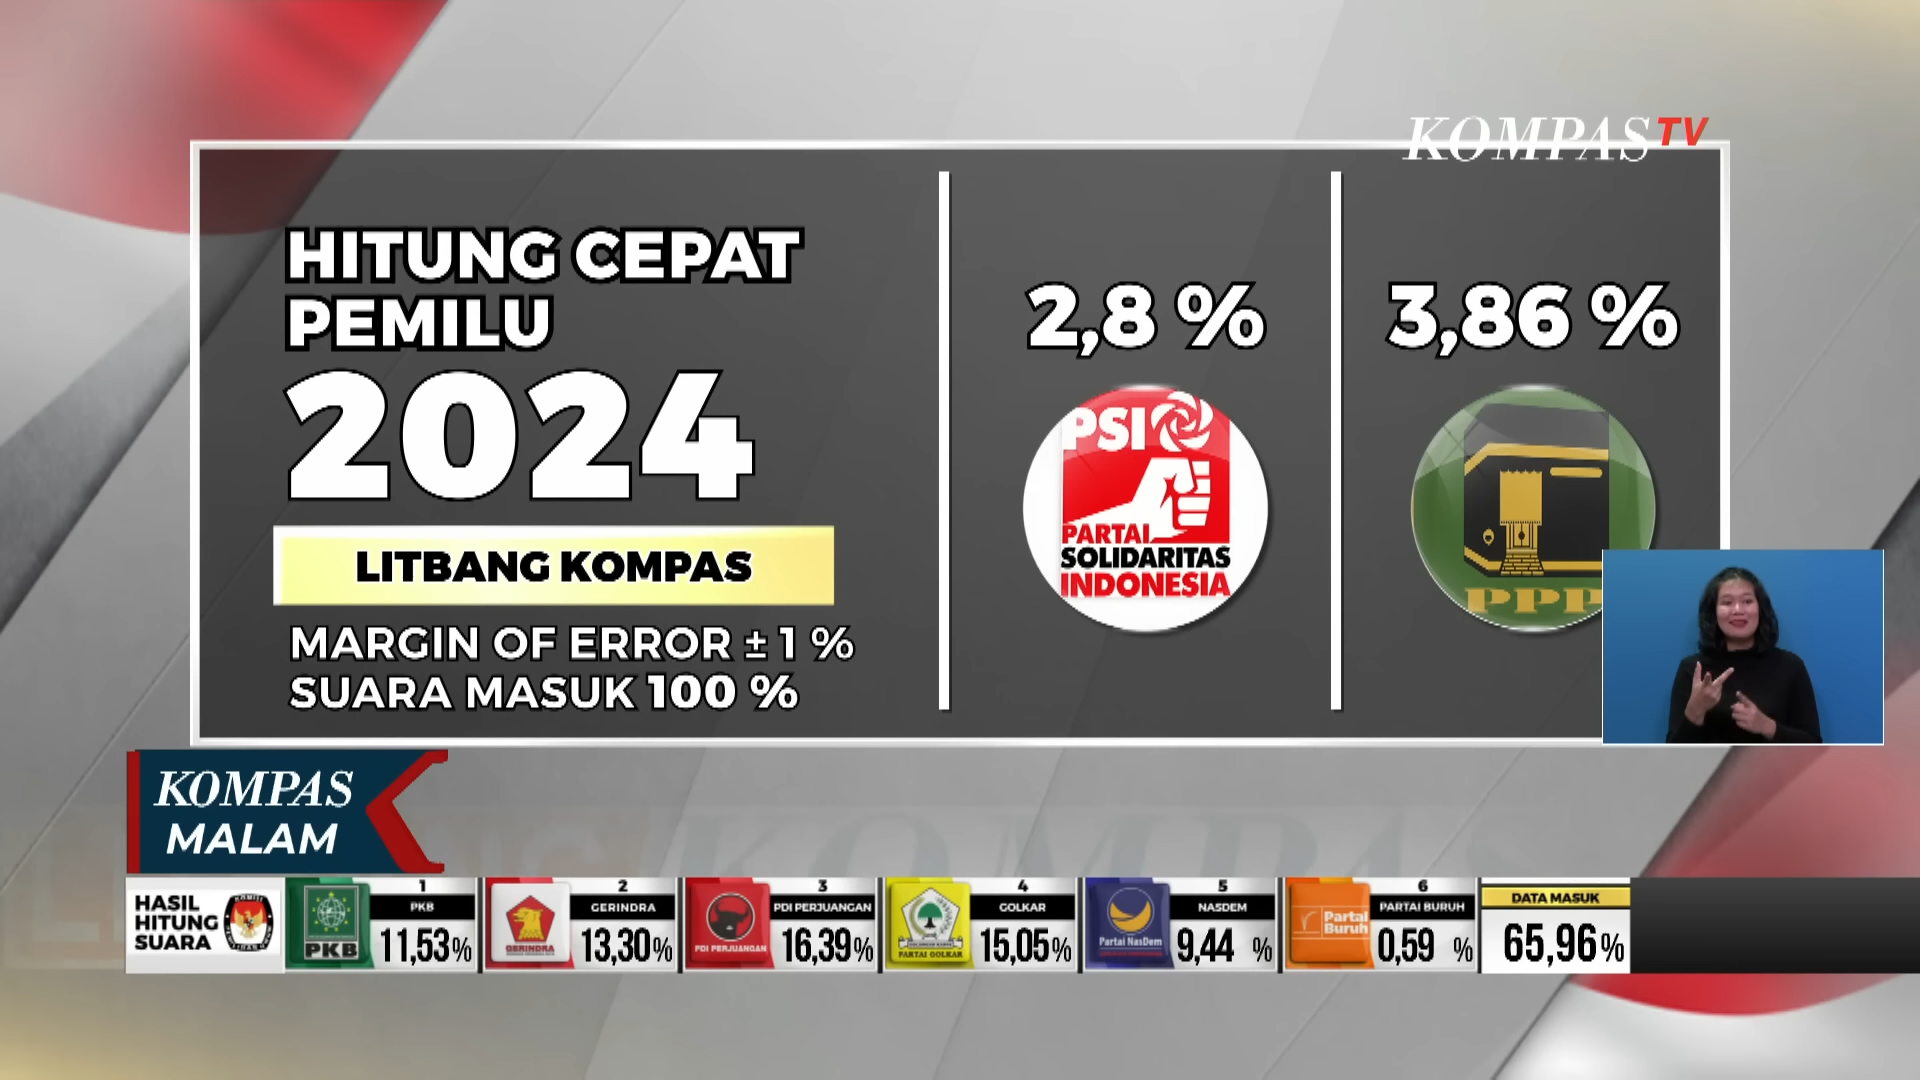 KOMPAS TV
HITUNG CEPAT
PEMILU
2024
LITBANG KOMPAS
MARGIN OF ERROR ± 1 %
SUARA MASUK 100 %
2,8 %
PSI
PARTAI
SOLIDARITAS
INDONESIA
3,86 %
PPP
KOMPAS
MALAM
HASIL
HITUNG
SUARA
1
PKB
PKB
11,53%
2
GERINDRA
GERINDRA
13,30%
3
PDI PERJUANGAN
PDI PERJUANGAN
16,39%
4
GOLKAR
PARTAI GOLKAR
15,05%
5
NASDEM
Partai NasDem
9,44 %
6
PARTAI BURUH
Partai
Buruh
0,59 %
DATA MASUK
65,96%